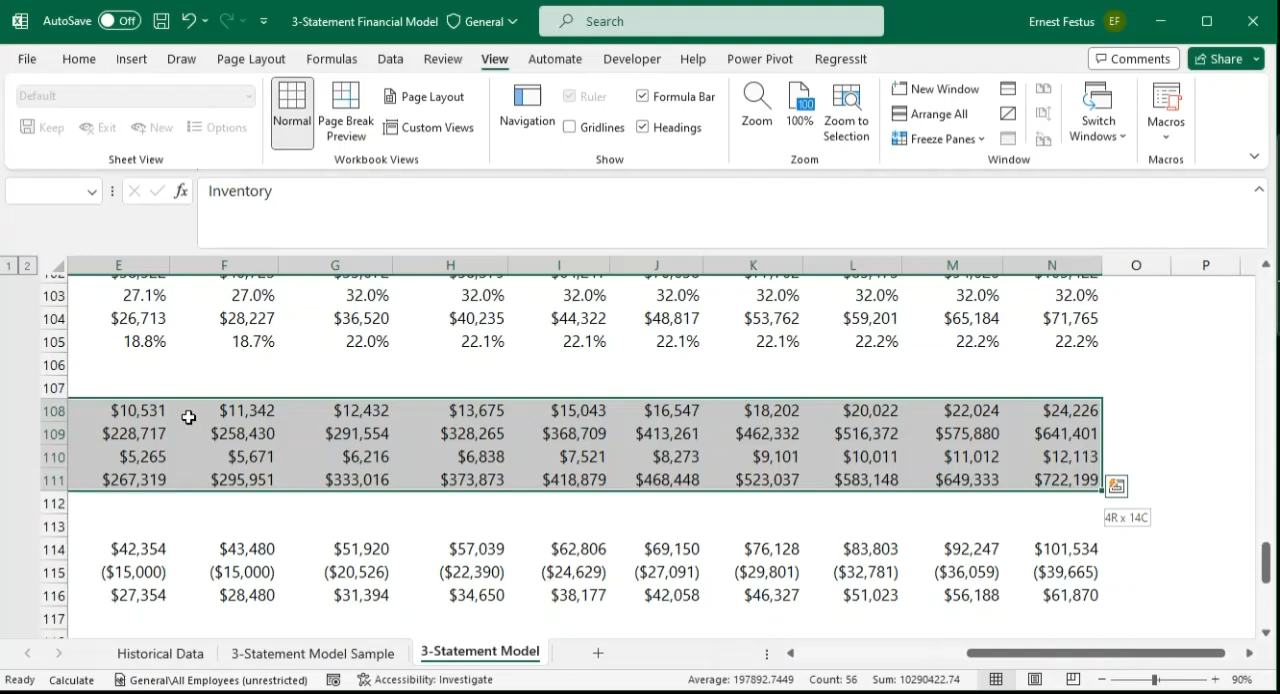 AutoSave Off 3-Statement Financial Model General Search Ernest Festus EF
File Home Insert Draw Page Layout Formulas Data Review View Automate Developer Help Power Pivot RegressIt Comments Share
Default
Keep Exit New Options
Sheet View
Normal
Page Break Preview
Page Layout
Custom Views
Workbook Views
Navigation
Ruler Formula Bar
Gridlines Headings
Show
Zoom
100
100%
Zoom to Selection
Zoom
New Window
Arrange All
Freeze Panes
Switch Windows
Window
Macros
Macros
fx Inventory
1 2 E F G H I J K L M N O P
103 27.1% 27.0% 32.0% 32.0% 32.0% 32.0% 32.0% 32.0% 32.0% 32.0%
104 $26,713 $28,227 $36,520 $40,235 $44,322 $48,817 $53,762 $59,201 $65,184 $71,765
105 18.8% 18.7% 22.0% 22.1% 22.1% 22.1% 22.1% 22.2% 22.2% 22.2%
106
107
108 $10,531 $11,342 $12,432 $13,675 $15,043 $16,547 $18,202 $20,022 $22,024 $24,226
109 $228,717 $258,430 $291,554 $328,265 $368,709 $413,261 $462,332 $516,372 $575,880 $641,401
110 $5,265 $5,671 $6,216 $6,838 $7,521 $8,273 $9,101 $10,011 $11,012 $12,113
111 $267,319 $295,951 $333,016 $373,873 $418,879 $468,448 $523,037 $583,148 $649,333 $722,199
112
4R x 14C
113
114 $42,354 $43,480 $51,920 $57,039 $62,806 $69,150 $76,128 $83,803 $92,247 $101,534
115 ($15,000) ($15,000) ($20,526) ($22,390) ($24,629) ($27,091) ($29,801) ($32,781) ($36,059) ($39,665)
116 $27,354 $28,480 $31,394 $34,650 $38,177 $42,058 $46,327 $51,023 $56,188 $61,870
117
Historical Data 3-Statement Model Sample 3-Statement Model
Ready Calculate General\All Employees (unrestricted) Accessibility: Investigate Average: 197892.7449 Count: 56 Sum: 10290422.74 90%